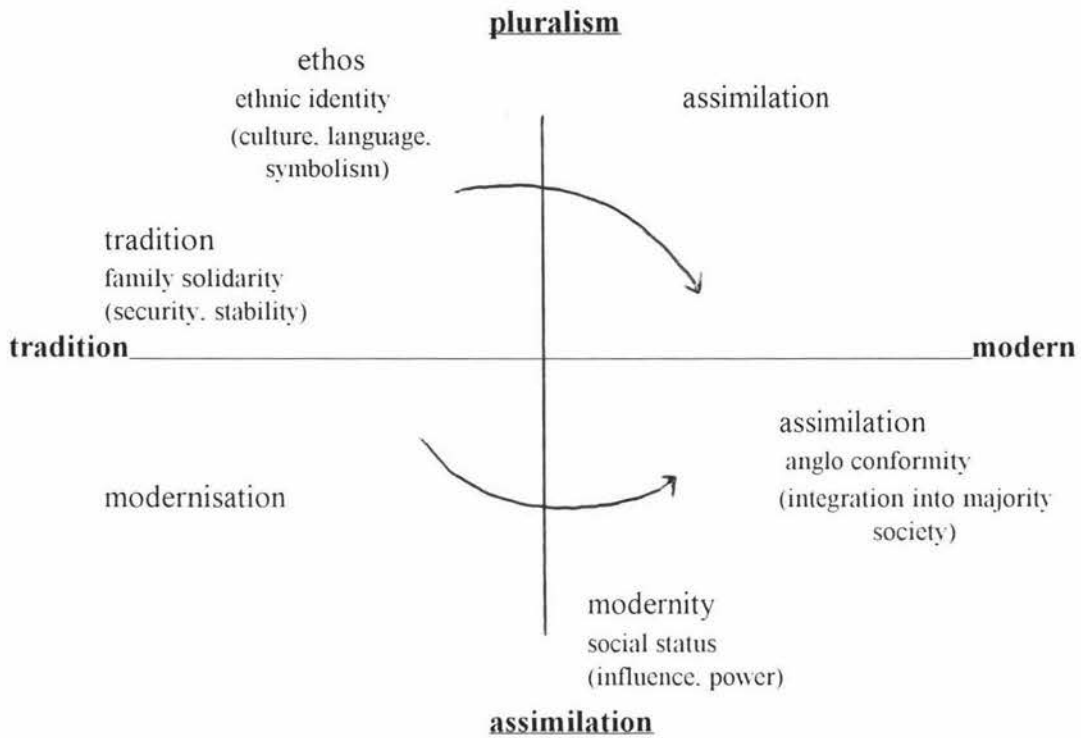 pluralism
ethos
ethnic identity
(culture. language.
symbolism)
assimilation
tradition
family solidarity
(security. stability)
tradition
modern
modernisation
assimilation
anglo conformity
(integration into majority
society)
modernity
social status
(influence. power)
assimilation